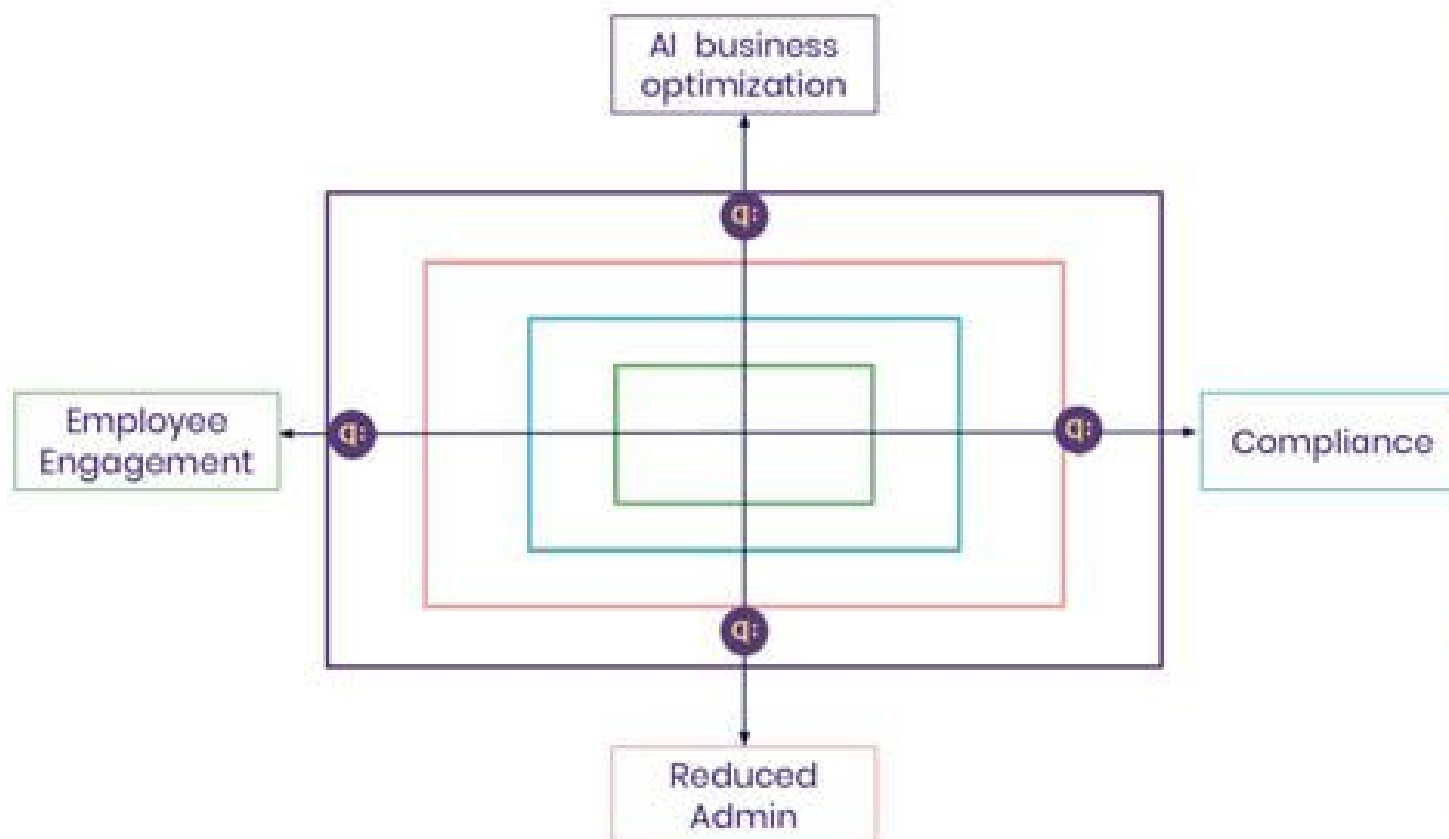 AI business
optimization
q:
Employee
Engagement
q:
q:
Compliance
q:
Reduced
Admin